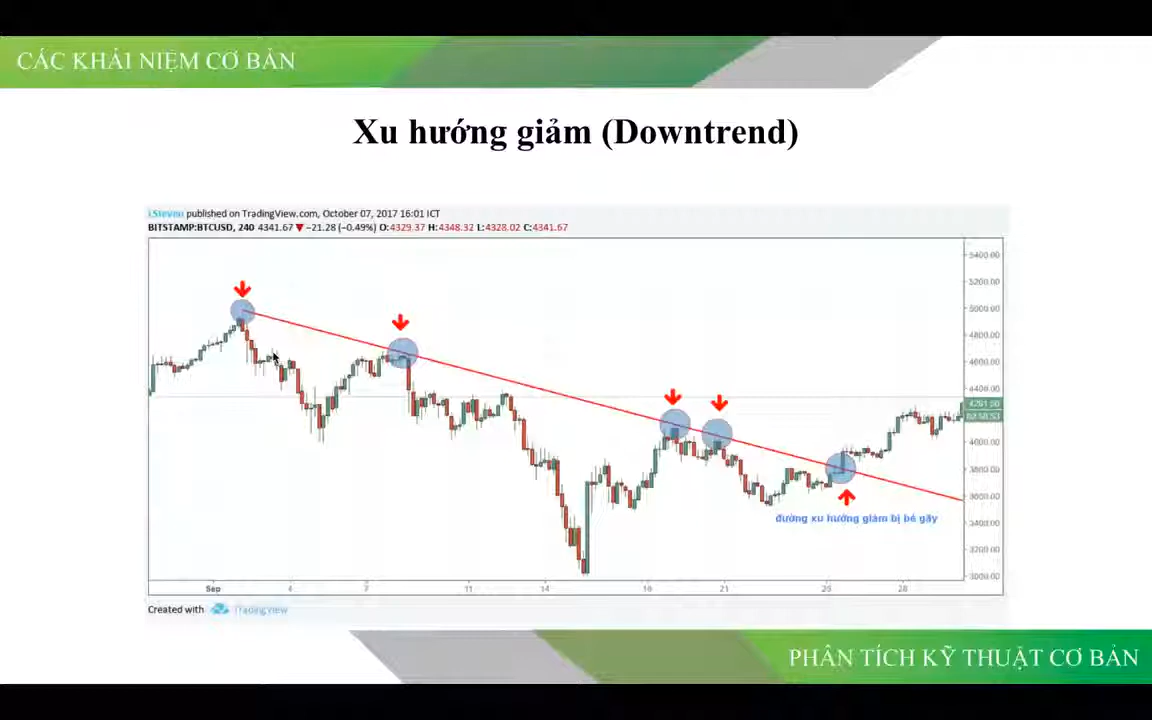 CÁC KHÁI NIỆM CƠ BẢN
Xu hướng giảm (Downtrend)
published on TradingView.com, October 07, 2017 16:01 ICT
BITSTAMP:BTCUSD, 240 4341.67 ▼ −21.28 (−0.49%) O:4329.37 H:4348.32 L:4328.02 C:4341.67
5400.00
5200.00
5000.00
4800.00
4600.00
4400.00
4000.00
3800.00
3600.00
3400.00
3200.00
3000.00
đường xu hướng giảm bị bẻ gãy
Sep 4 7 11 14 21 28
Created with TradingView
PHÂN TÍCH KỸ THUẬT CƠ BẢN